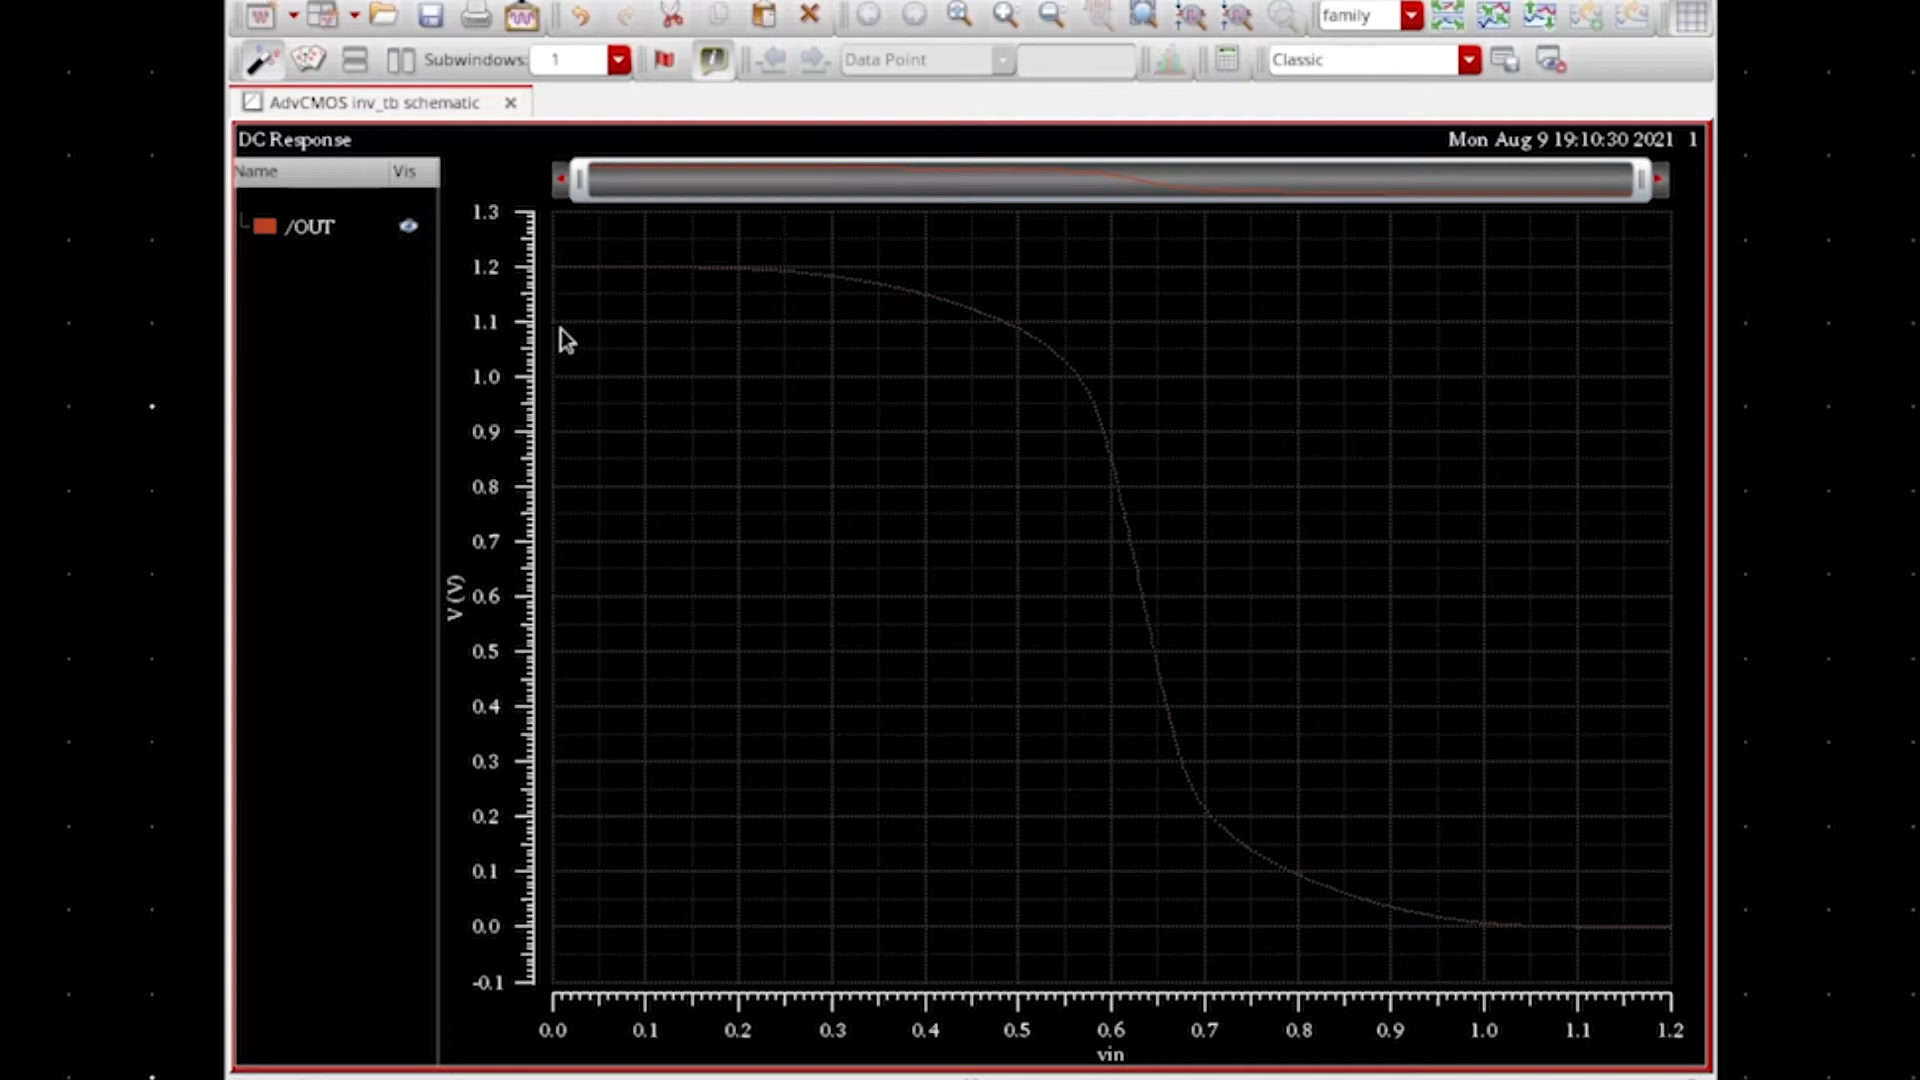 family
Subwindows: 1
Data Point
Classic
AdvCMOS inv_tb schematic
DC Response
Mon Aug 9 19:10:30 2021 1
Name Vis
/OUT
1.3
1.2
1.1
1.0
0.9
0.8
0.7
0.6
0.5
0.4
0.3
0.2
0.1
0.0
-0.1
V (V)
0.0 0.1 0.2 0.3 0.4 0.5 0.6 0.7 0.8 0.9 1.0 1.1 1.2
vin